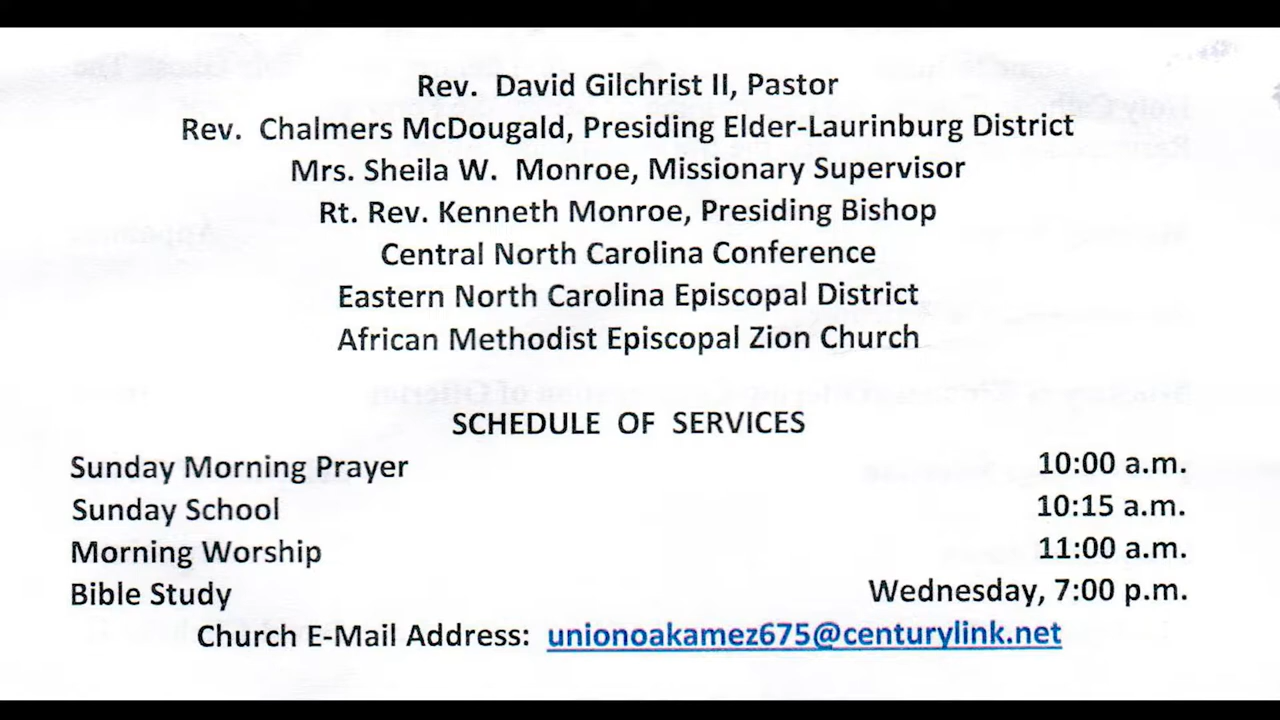 Rev. David Gilchrist II, Pastor
Rev. Chalmers McDougald, Presiding Elder-Laurinburg District
Mrs. Sheila W. Monroe, Missionary Supervisor
Rt. Rev. Kenneth Monroe, Presiding Bishop
Central North Carolina Conference
Eastern North Carolina Episcopal District
African Methodist Episcopal Zion Church
SCHEDULE OF SERVICES
Sunday Morning Prayer 10:00 a.m.
Sunday School 10:15 a.m.
Morning Worship 11:00 a.m.
Bible Study Wednesday, 7:00 p.m.
Church E-Mail Address: unionoakamez675@centurylink.net